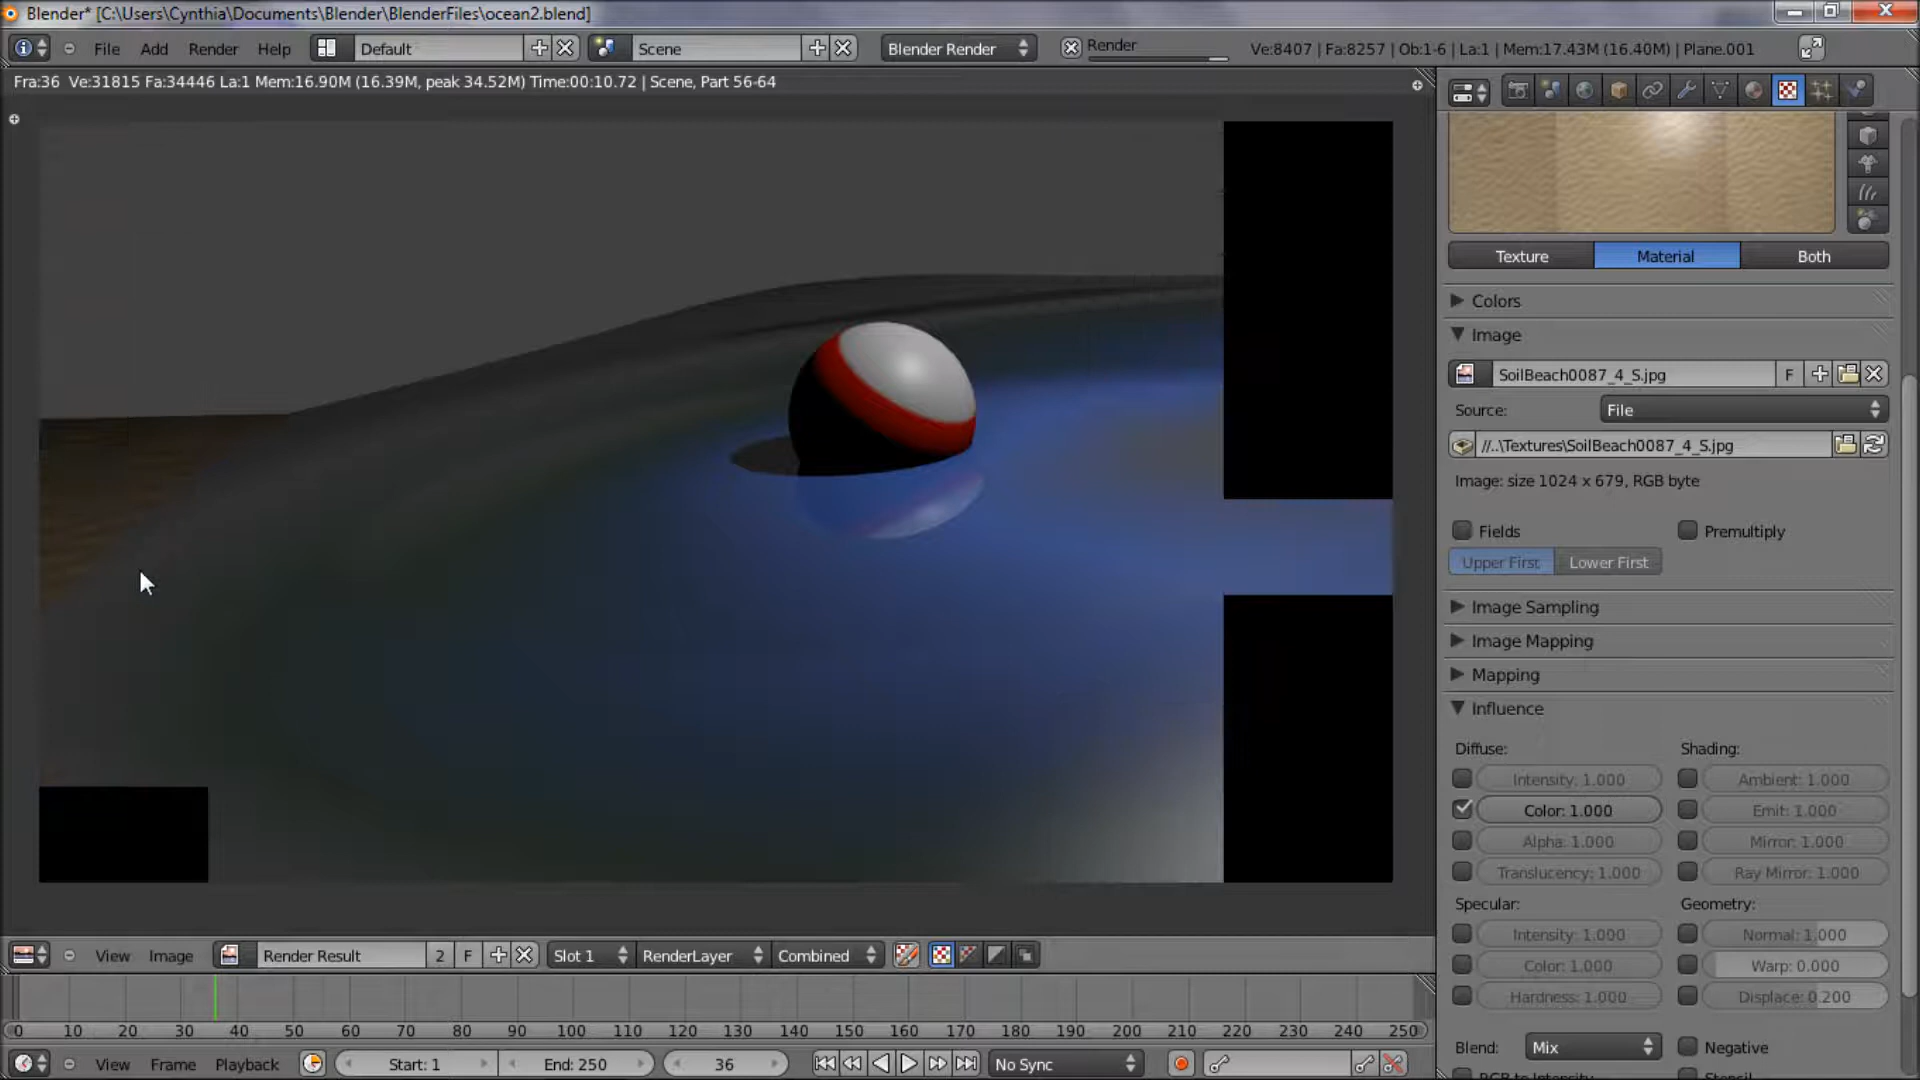 Blender* [C:\Users\Cynthia\Documents\Blender\BlenderFiles\ocean2.blend]
File Add Render Help Default Scene Blender Render Render Ve:8407 | Fa:8257 | Ob:1-6 | La:1 | Mem:17.43M (16.40M) | Plane.001
Fra:36 Ve:31815 Fa:34446 La:1 Mem:16.90M (16.39M, peak 34.52M) Time:00:10.72 | Scene, Part 56-64
Texture Material Both
Colors
Image
SoilBeach0087_4_S.jpg F
Source: File
//..\Textures\SoilBeach0087_4_S.jpg
Image: size 1024 x 679, RGB byte
Fields Premultiply
Upper First Lower First
Image Sampling
Image Mapping
Mapping
Influence
Diffuse: Shading:
Intensity: 1.000 Ambient: 1.000
Color: 1.000 Emit: 1.000
Alpha: 1.000 Mirror: 1.000
Translucency: 1.000 Ray Mirror: 1.000
Specular: Geometry:
Intensity: 1.000 Normal: 1.000
Color: 1.000 Warp: 0.000
Hardness: 1.000 Displace: 0.200
Blend: Mix Negative
RGB to Intensity Stencil
View Image Render Result 2 F Slot 1 RenderLayer Combined
0 10 20 30 40 50 60 70 80 90 100 110 120 130 140 150 160 170 180 190 200 210 220 230 240 250
View Frame Playback Start: 1 End: 250 36 No Sync